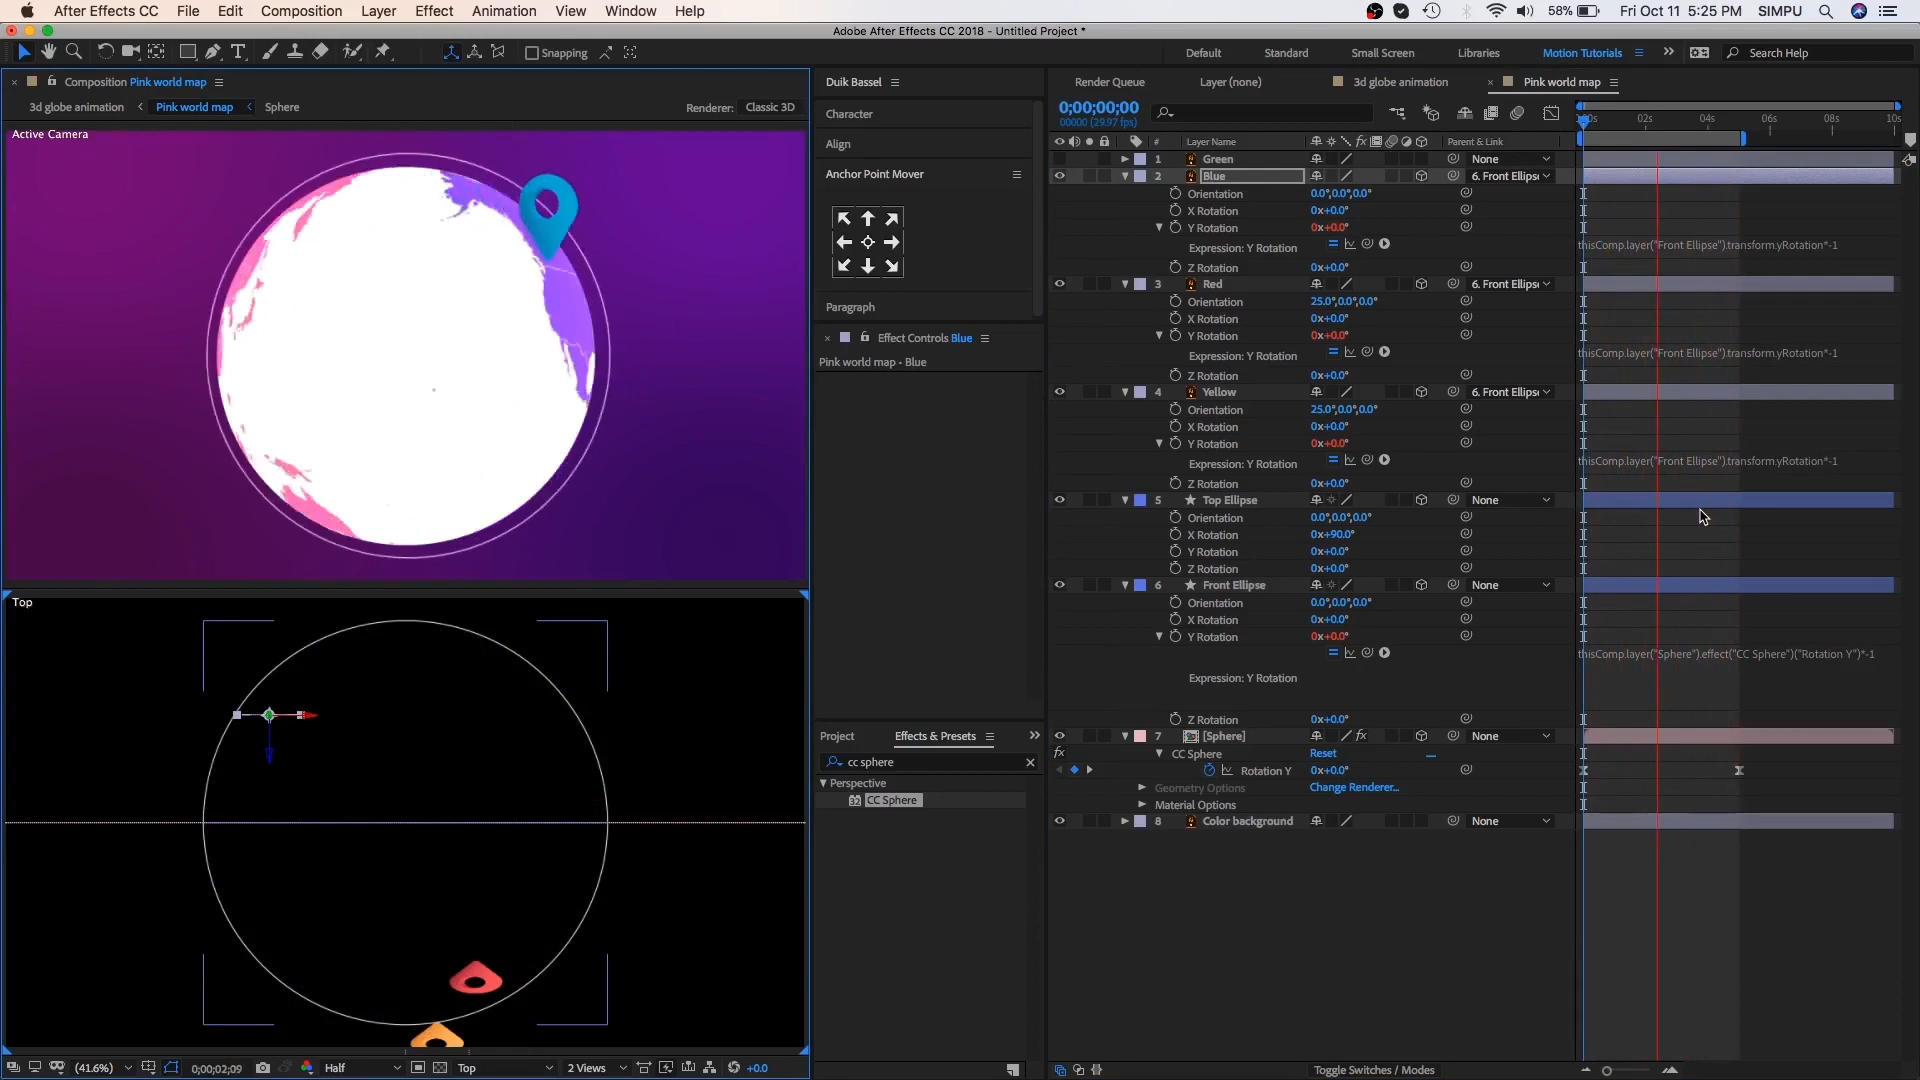 After Effects CC File Edit Composition Layer Effect Animation View Window Help 58% Fri Oct 11 5:25 PM SIMPU
Adobe After Effects CC 2018 - Untitled Project *
T Snapping Default Standard Small Screen Libraries Motion Tutorials Search Help
Composition Pink world map
3d globe animation Pink world map Sphere Renderer: Classic 3D
Active Camera
Top
(41.6%) 0;00;02;09 Half Top 2 Views +0.0
Duik Bassel
Character
Align
Anchor Point Mover
Paragraph
Effect Controls Blue
Pink world map • Blue
Project Effects & Presets
cc sphere
Perspective
32 CC Sphere
Render Queue Layer (none) 3d globe animation Pink world map
0;00;00;00
00000 (29.97 fps)
02s 04s 06s 08s 10s
# Layer Name fx Parent & Link
1 Green None
2 Blue 6. Front Ellips
Orientation 0.0°,0.0°,0.0°
X Rotation 0x+0.0°
Y Rotation 0x+0.0°
Expression: Y Rotation thisComp.layer("Front Ellipse").transform.yRotation*-1
Z Rotation 0x+0.0°
3 Red 6. Front Ellips
Orientation 25.0°,0.0°,0.0°
X Rotation 0x+0.0°
Y Rotation 0x+0.0°
Expression: Y Rotation thisComp.layer("Front Ellipse").transform.yRotation*-1
Z Rotation 0x+0.0°
4 Yellow 6. Front Ellips
Orientation 25.0°,0.0°,0.0°
X Rotation 0x+0.0°
Y Rotation 0x+0.0°
Expression: Y Rotation thisComp.layer("Front Ellipse").transform.yRotation*-1
Z Rotation 0x+0.0°
5 Top Ellipse None
Orientation 0.0°,0.0°,0.0°
X Rotation 0x+90.0°
Y Rotation 0x+0.0°
Z Rotation 0x+0.0°
6 Front Ellipse None
Orientation 0.0°,0.0°,0.0°
X Rotation 0x+0.0°
Y Rotation 0x+0.0°
thisComp.layer("Sphere").effect("CC Sphere")("Rotation Y")*-1
Expression: Y Rotation
Z Rotation 0x+0.0°
7 [Sphere] fx None
fx CC Sphere Reset
Rotation Y 0x+0.0°
Geometry Options Change Renderer...
Material Options
8 Color background None
Toggle Switches / Modes